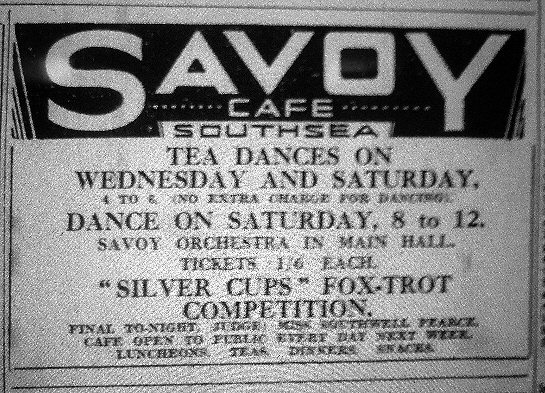 SAVOY
CAFE
SOUTHSEA
TEA DANCES ON
WEDNESDAY AND SATURDAY,
4 TO 6. (NO EXTRA CHARGE FOR DANCING).
DANCE ON SATURDAY, 8 to 12.
SAVOY ORCHESTRA IN MAIN HALL.
TICKETS 1/6 EACH.
"SILVER CUPS" FOX-TROT
COMPETITION.
FINAL TO-NIGHT. JUDGE: MISS SOUTHWELL PEARCE.
CAFE OPEN TO PUBLIC EVERY DAY NEXT WEEK.
LUNCHEONS. TEAS. DINNERS. SNACKS.